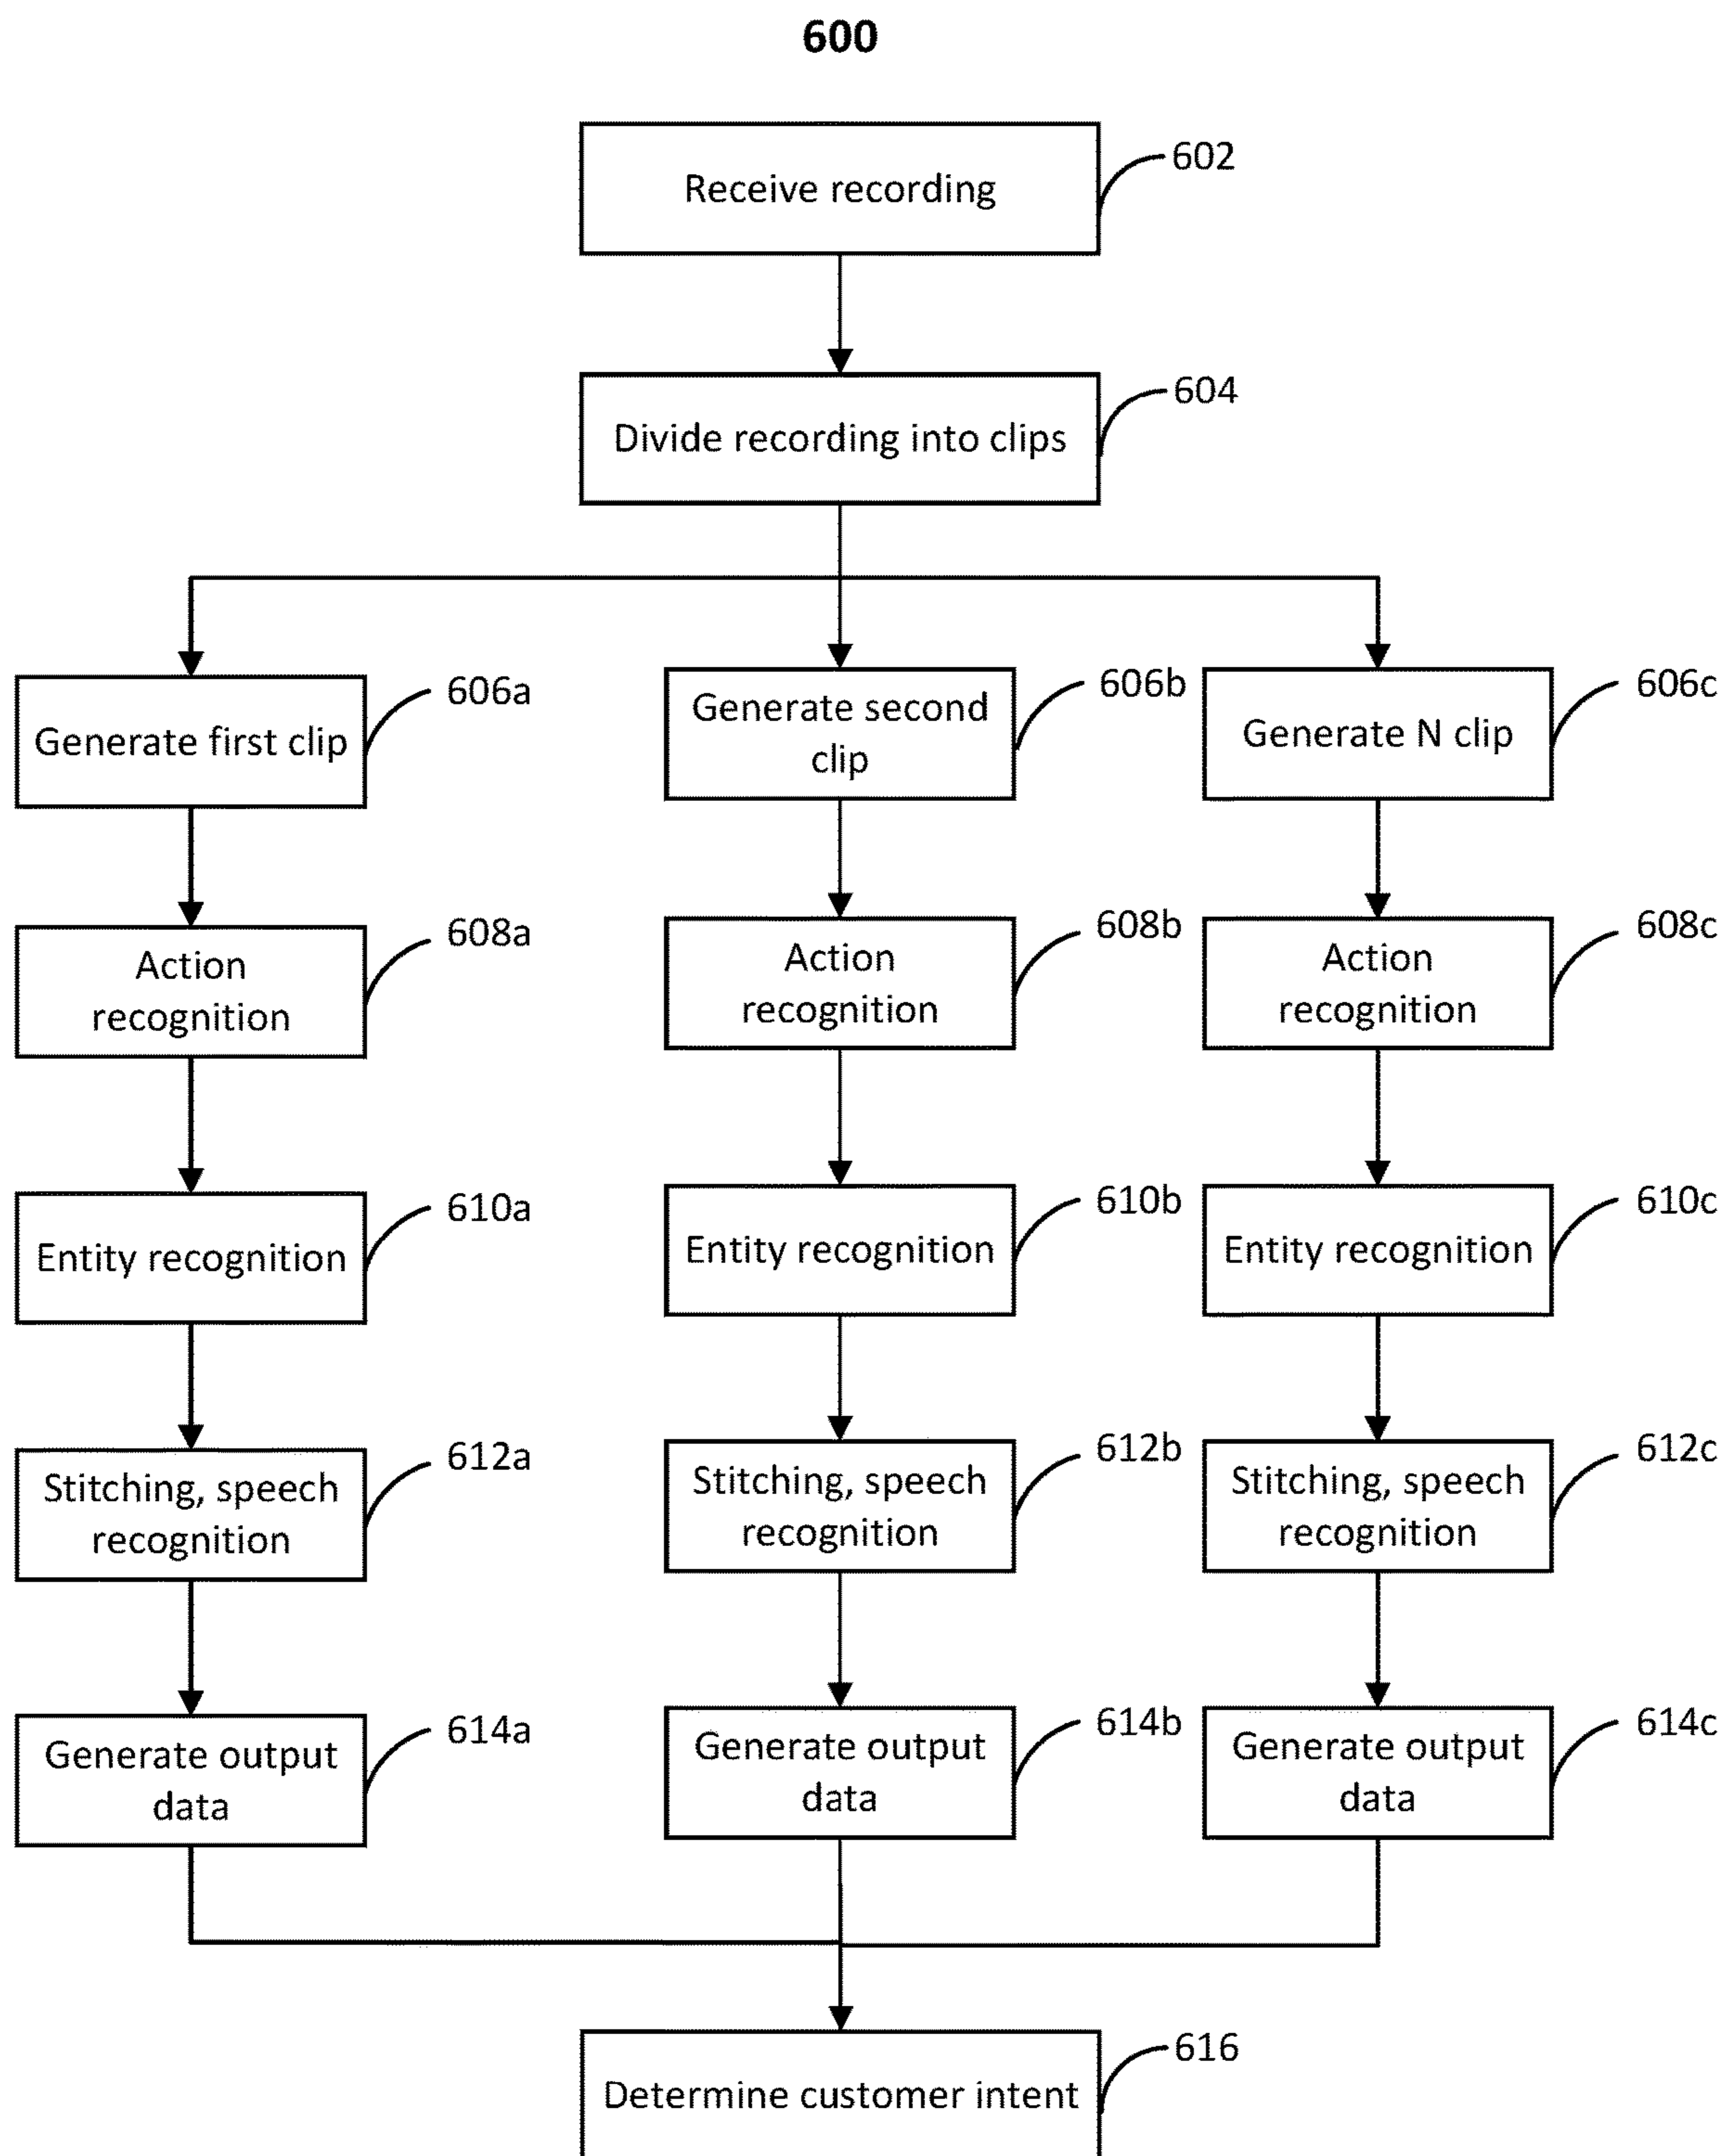 600
Receive recording
602
Divide recording into clips
604
Generate first clip
606a
Generate second
clip
606b
Generate N clip
606c
Action
recognition
608a
Action
recognition
608b
Action
recognition
608c
Entity recognition
610a
Entity recognition
610b
Entity recognition
610c
Stitching, speech
recognition
612a
Stitching, speech
recognition
612b
Stitching, speech
recognition
612c
Generate output
data
614a
Generate output
data
614b
Generate output
data
614c
Determine customer intent
616